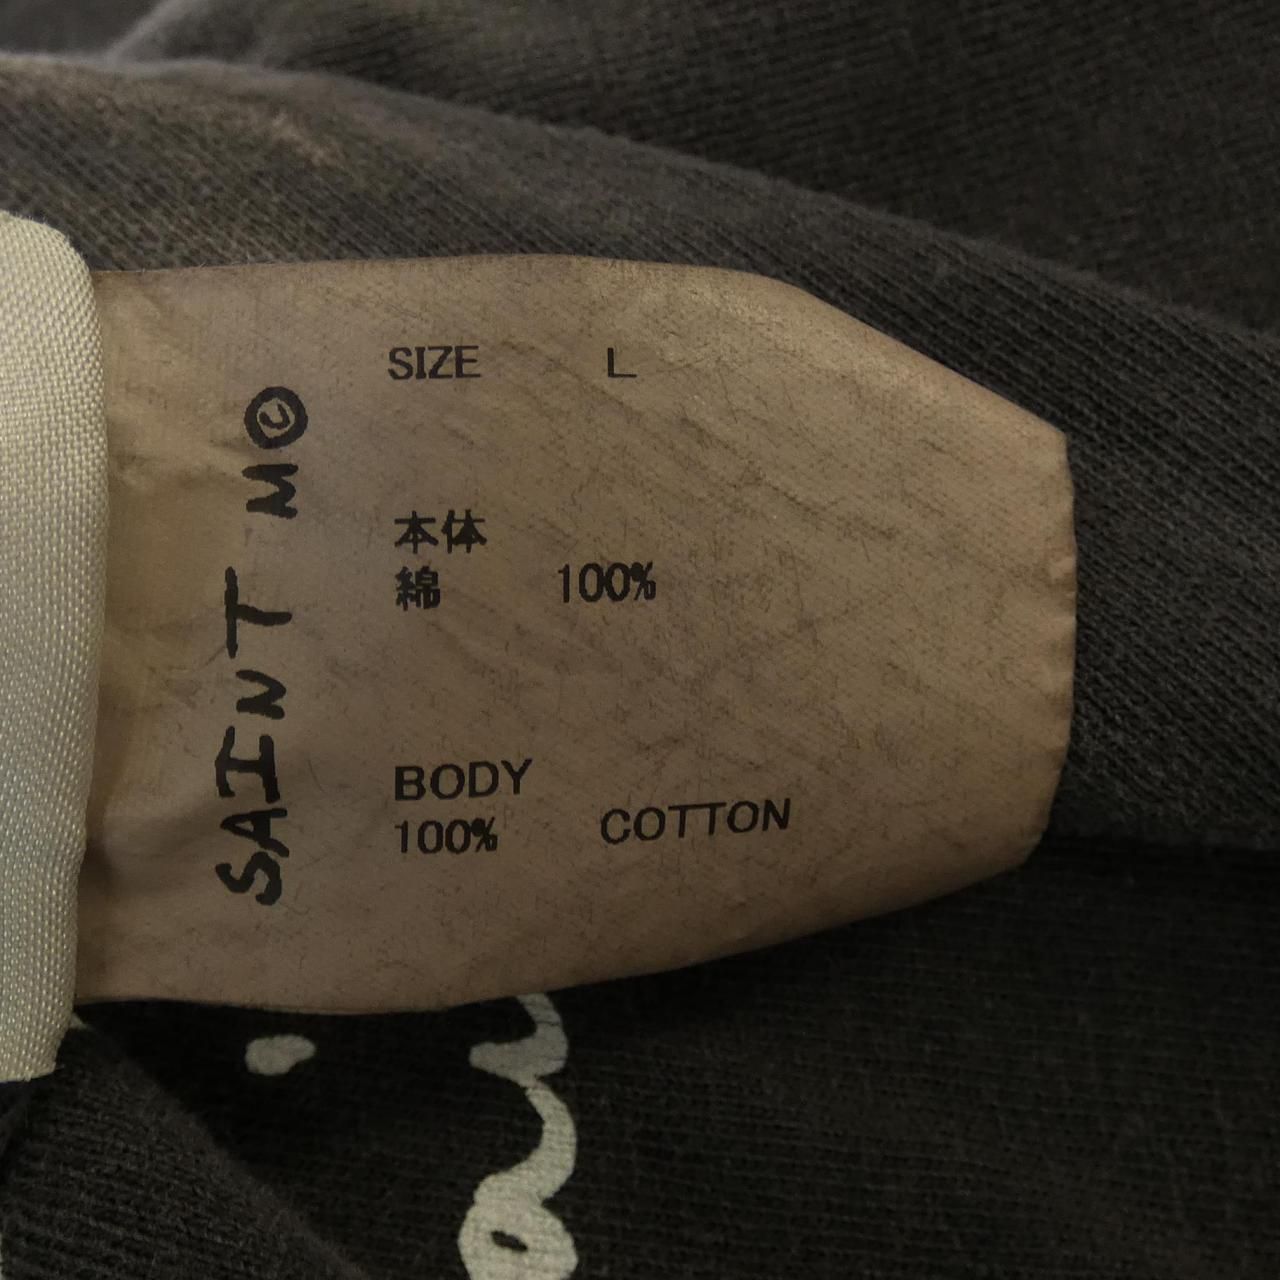 SAINT M©
SIZE L
本体
綿 100%
BODY
100% COTTON